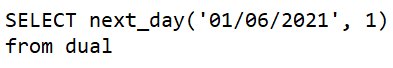 SELECT next_day('01/06/2021', 1)
from dual